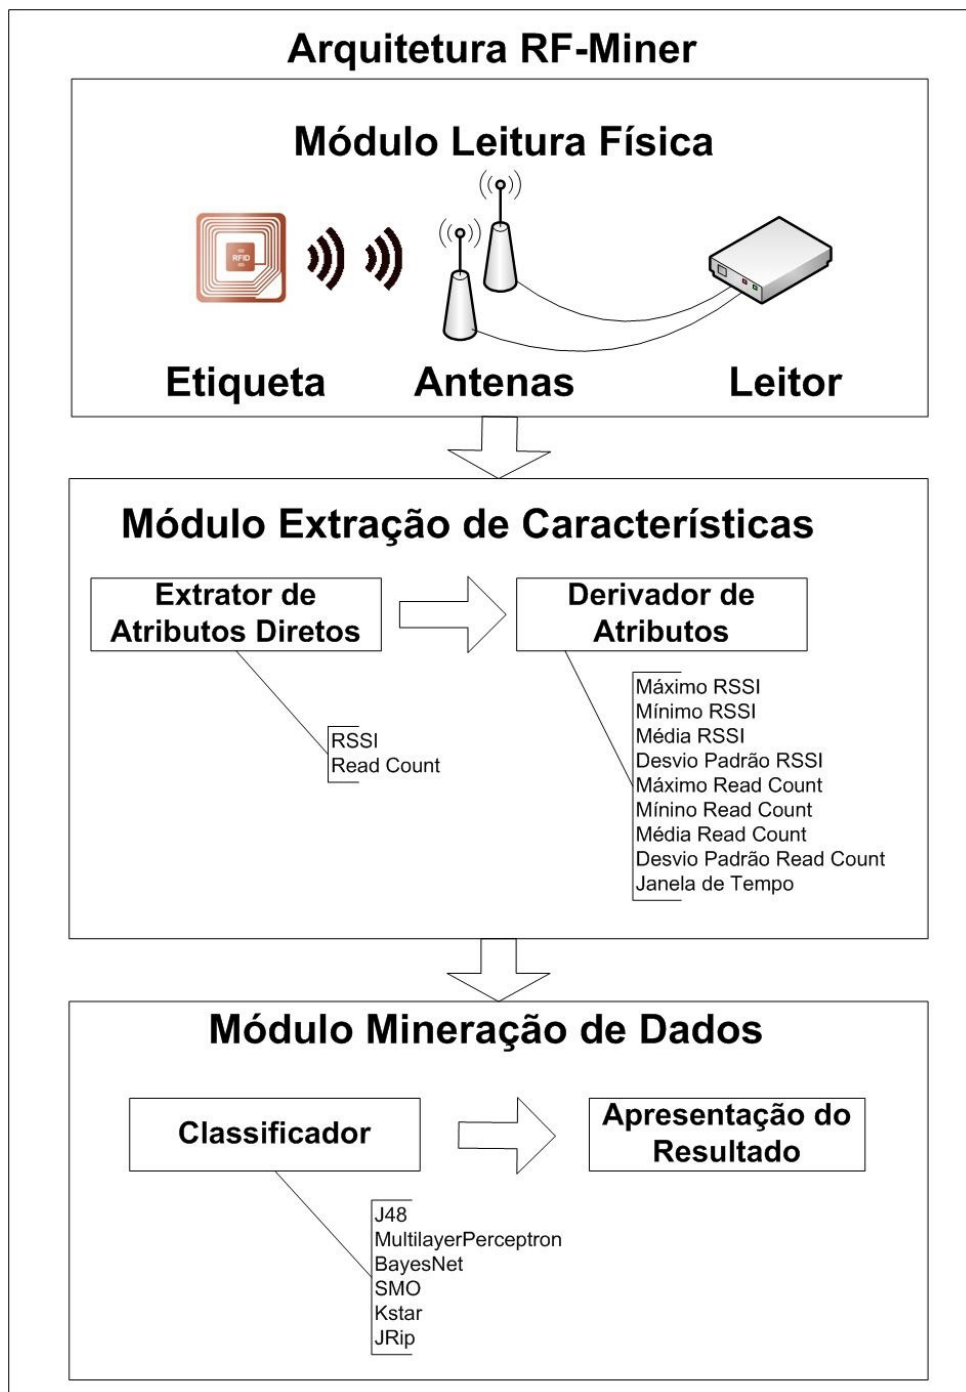 Arquitetura RF-Miner
Módulo Leitura Física
RFID
Etiqueta
Antenas
Leitor
Módulo Extração de Característícas
Extrator de
Atributos Diretos
Derivador de
Atributos
RSSI
Read Count
Máximo RSSI
Mínimo RSSI
Média RSSI
Desvio Padrão RSSI
Máximo Read Count
Mínino Read Count
Média Read Count
Desvio Padrão Read Count
Janela de Tempo
Módulo Mineração de Dados
Classificador
Apresentação do
Resultado
J48
MultilayerPerceptron
BayesNet
SMO
Kstar
JRip